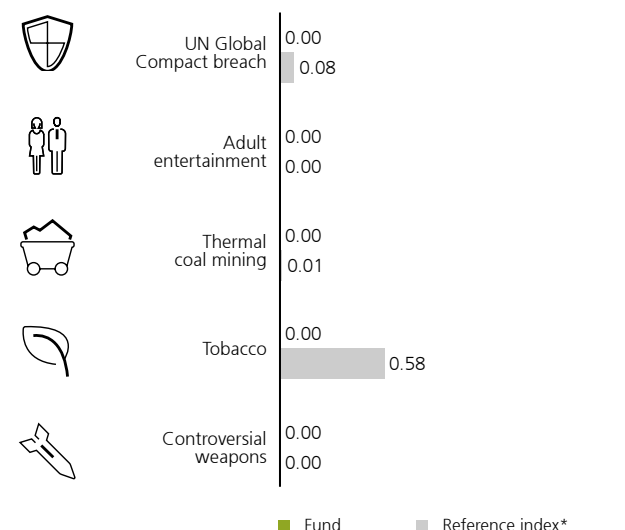 UN Global
Compact breach
0.00
0.08
Adult
entertainment
0.00
0.00
Thermal
coal mining
0.00
0.01
Tobacco
0.00
0.58
Controversial
weapons
0.00
0.00
Fund
Reference index*